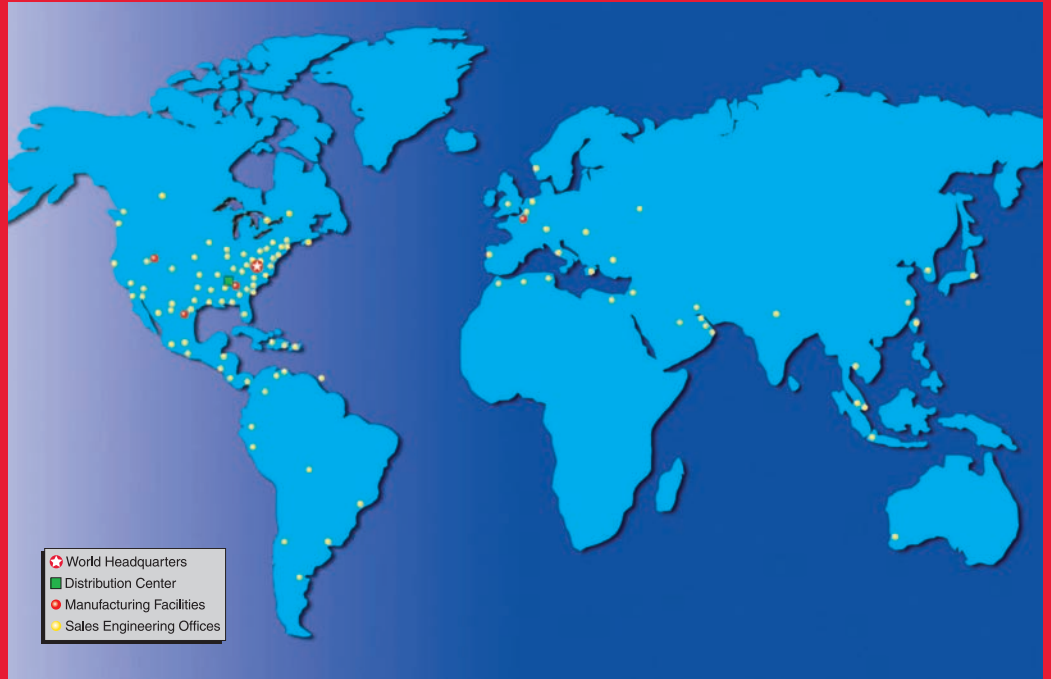 World Headquarters
Distribution Center
Manufacturing Facilities
Sales Engineering Offices